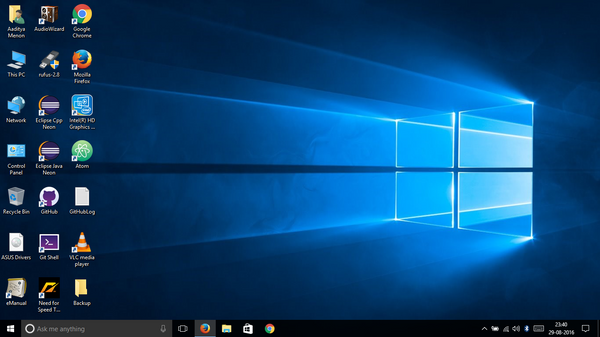 Aaditya
Menon
AudioWizard
Google
Chrome
This PC
rufus-2.8
Mozilla
Firefox
Network
Eclipse Cpp
Neon
Intel(R) HD
Graphics ...
Control
Panel
Eclipse Java
Neon
Atom
Recycle Bin
GitHub
GitHubLog
ASUS Drivers
Git Shell
VLC media
player
eManual
Need for
Speed T...
Backup
Ask me anything
23:40
29-08-2016